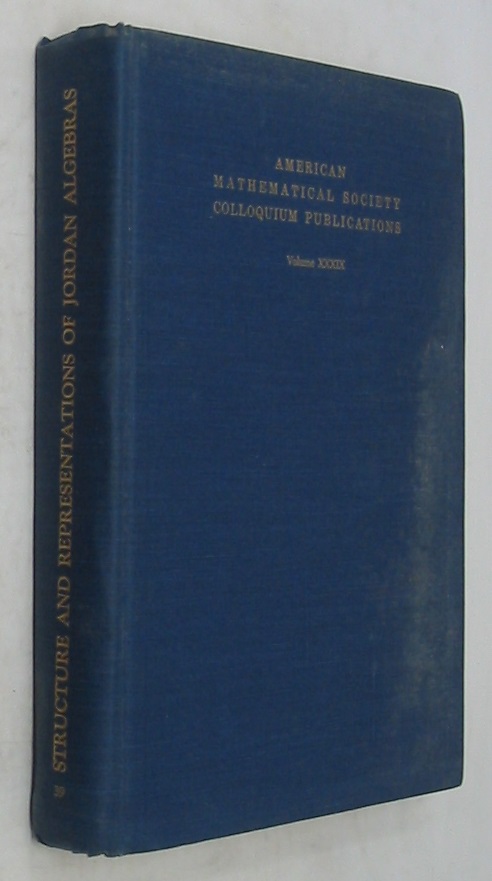 AMERICAN
MATHEMATICAL SOCIETY
COLLOQUIUM PUBLICATIONS
Volume XXXIX
STRUCTURE AND REPRESENTATIONS OF JORDAN ALGEBRAS
39